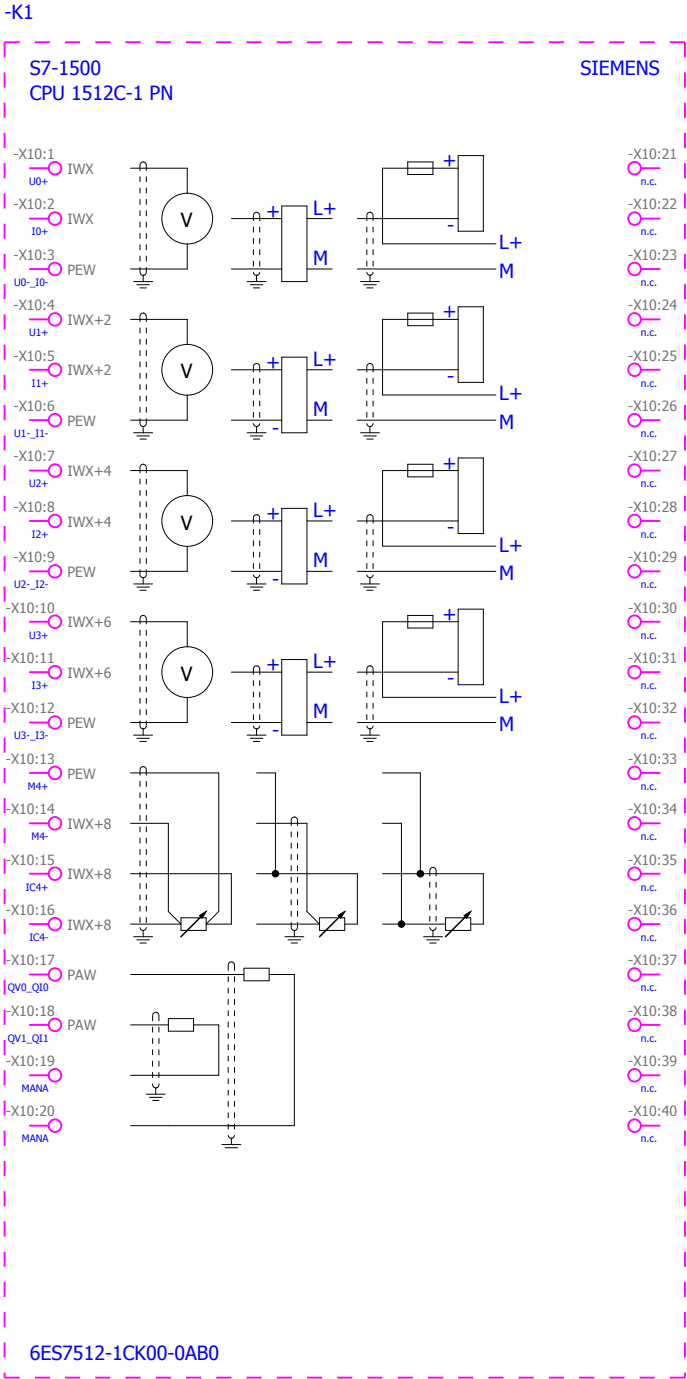 -K1
S7-1500 SIEMENS
CPU 1512C-1 PN
-X10:1 IWX + -X10:21
U0+ n.c.
-X10:2 IWX V + L+ - -X10:22
I0+ n.c.
L+
-X10:3 PEW M M -X10:23
U0-_I0- n.c.
-X10:4 IWX+2 + -X10:24
U1+ n.c.
-X10:5 IWX+2 V + L+ - -X10:25
I1+ n.c.
L+
-X10:6 PEW - M M -X10:26
U1-_I1- n.c.
-X10:7 IWX+4 + -X10:27
U2+ n.c.
-X10:8 IWX+4 V + L+ - -X10:28
I2+ n.c.
L+
-X10:9 PEW - M M -X10:29
U2-_I2- n.c.
-X10:10 IWX+6 + -X10:30
U3+ n.c.
-X10:11 IWX+6 V + L+ - -X10:31
I3+ n.c.
L+
-X10:12 PEW - M M -X10:32
U3-_I3- n.c.
-X10:13 PEW -X10:33
M4+ n.c.
-X10:14 IWX+8 -X10:34
M4- n.c.
-X10:15 IWX+8 -X10:35
IC4+ n.c.
-X10:16 IWX+8 -X10:36
IC4- n.c.
-X10:17 PAW -X10:37
QV0_QI0 n.c.
-X10:18 PAW -X10:38
QV1_QI1 n.c.
-X10:19 -X10:39
MANA n.c.
-X10:20 -X10:40
MANA n.c.
6ES7512-1CK00-0AB0